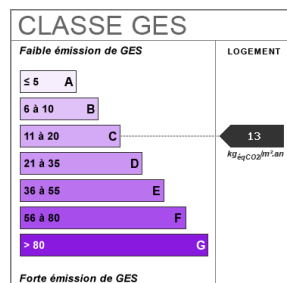 CLASSE GES
Faible émission de GES
LOGEMENT
≤ 5 A
6 à 10 B
11 à 20 C
13
kgéqCO2/m².an
21 à 35 D
36 à 55 E
56 à 80 F
> 80 G
Forte émission de GES